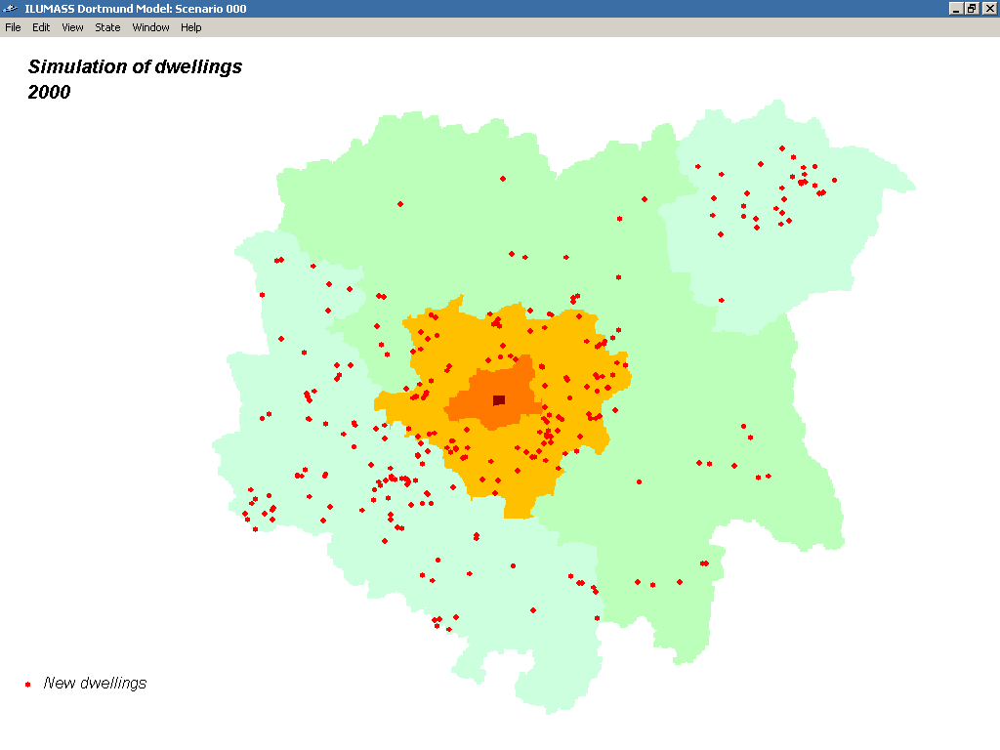 ILUMASS Dortmund Model: Scenario 000
File Edit View State Window Help
Simulation of dwellings
2000
New dwellings